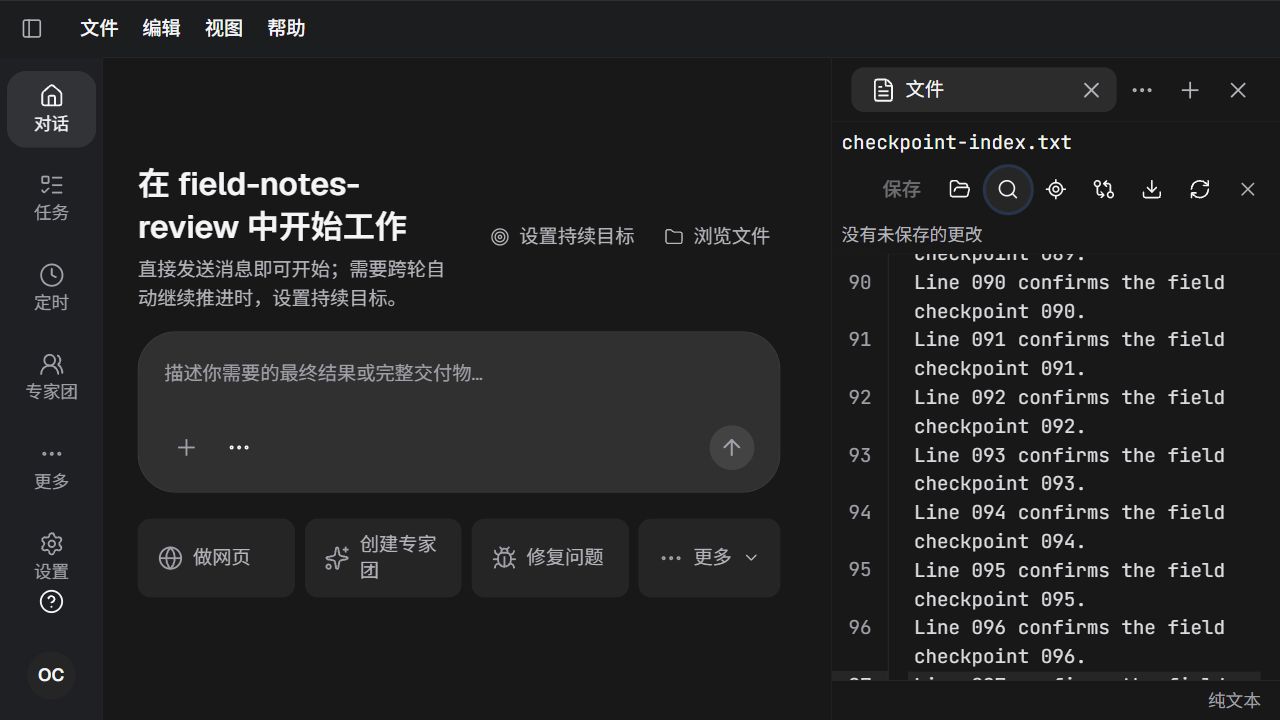 文件 编辑 视图 帮助
对话
任务
定时
专家团
更多
设置
OC
在 field-notes-
review 中开始工作
直接发送消息即可开始；需要跨轮自
动继续推进时，设置持续目标。
设置持续目标 浏览文件
描述你需要的最终结果或完整交付物…
做网页
创建专家
团
修复问题
更多
文件
checkpoint-index.txt
保存
没有未保存的更改
checkpoint 089.
90 Line 090 confirms the field
checkpoint 090.
91 Line 091 confirms the field
checkpoint 091.
92 Line 092 confirms the field
checkpoint 092.
93 Line 093 confirms the field
checkpoint 093.
94 Line 094 confirms the field
checkpoint 094.
95 Line 095 confirms the field
checkpoint 095.
96 Line 096 confirms the field
checkpoint 096.
纯文本